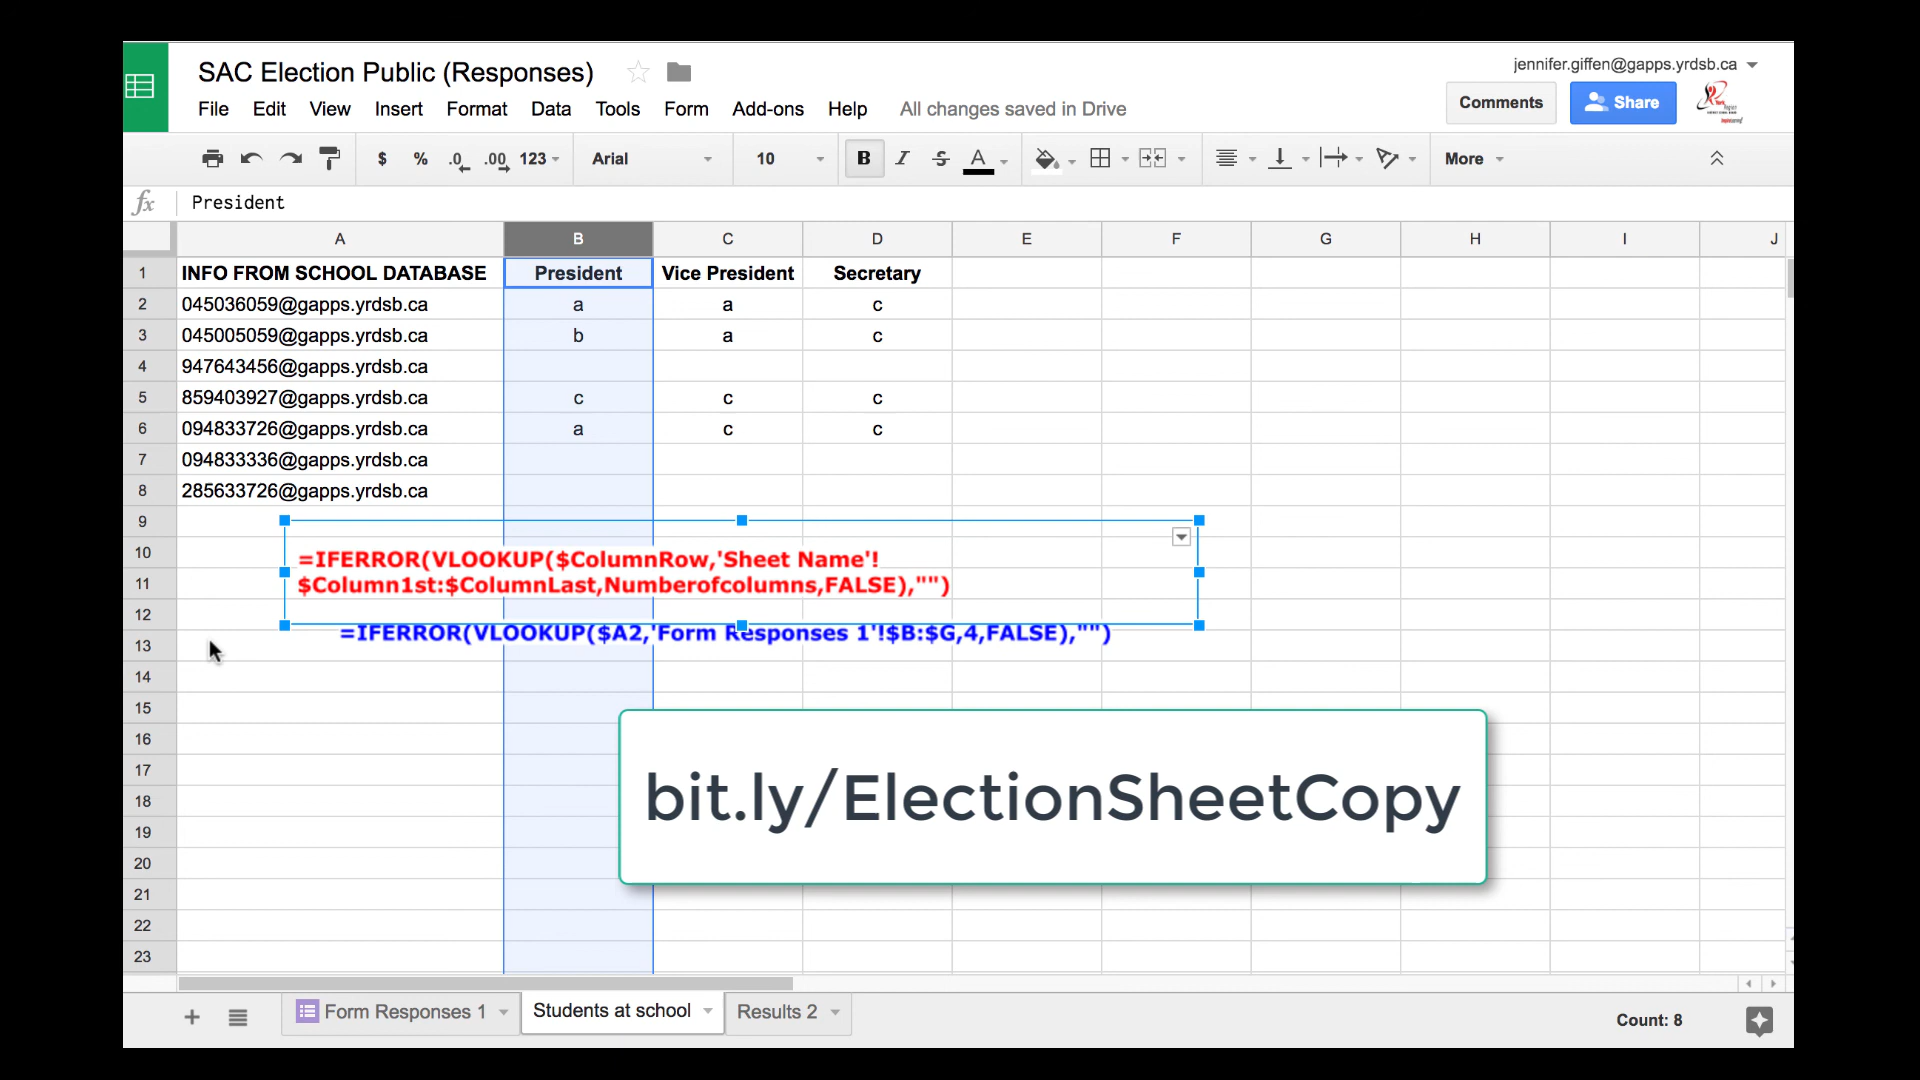 SAC Election Public (Responses)
jennifer.giffen@gapps.yrdsb.ca
File Edit View Insert Format Data Tools Form Add-ons Help All changes saved in Drive
Comments Share
$ % .0 .00 123 Arial 10 B I S A More
fx President
A B C D E F G H I J
1 INFO FROM SCHOOL DATABASE President Vice President Secretary
2 045036059@gapps.yrdsb.ca a a c
3 045005059@gapps.yrdsb.ca b a c
4 947643456@gapps.yrdsb.ca
5 859403927@gapps.yrdsb.ca c c c
6 094833726@gapps.yrdsb.ca a c c
7 094833336@gapps.yrdsb.ca
8 285633726@gapps.yrdsb.ca
9
10 =IFERROR(VLOOKUP($ColumnRow,'Sheet Name'!
11 $Column1st:$ColumnLast,Numberofcolumns,FALSE),"")
12
13 =IFERROR(VLOOKUP($A2,'Form Responses 1'!$B:$G,4,FALSE),"")
14
15
16
17
18 bit.ly/ElectionSheetCopy
19
20
21
22
23
Form Responses 1 Students at school Results 2 Count: 8